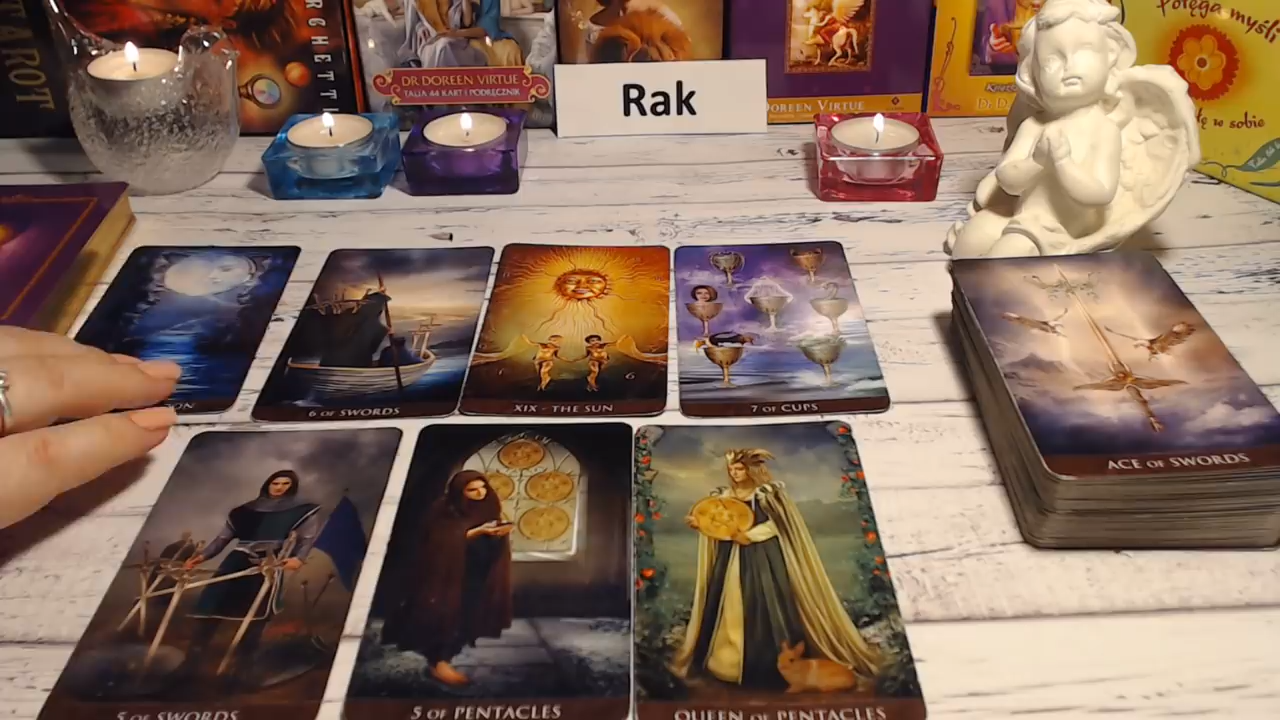 TAROT
DR DOREEN VIRTUE
TALIA 44 KART I PODRĘCZNIK
Rak
DOREEN VIRTUE
Potęga myśli
w sobie
6 OF SWORDS
XIX - THE SUN
7 OF CUPS
ACE OF SWORDS
5 OF SWORDS
5 OF PENTACLES
QUEEN OF PENTACLES